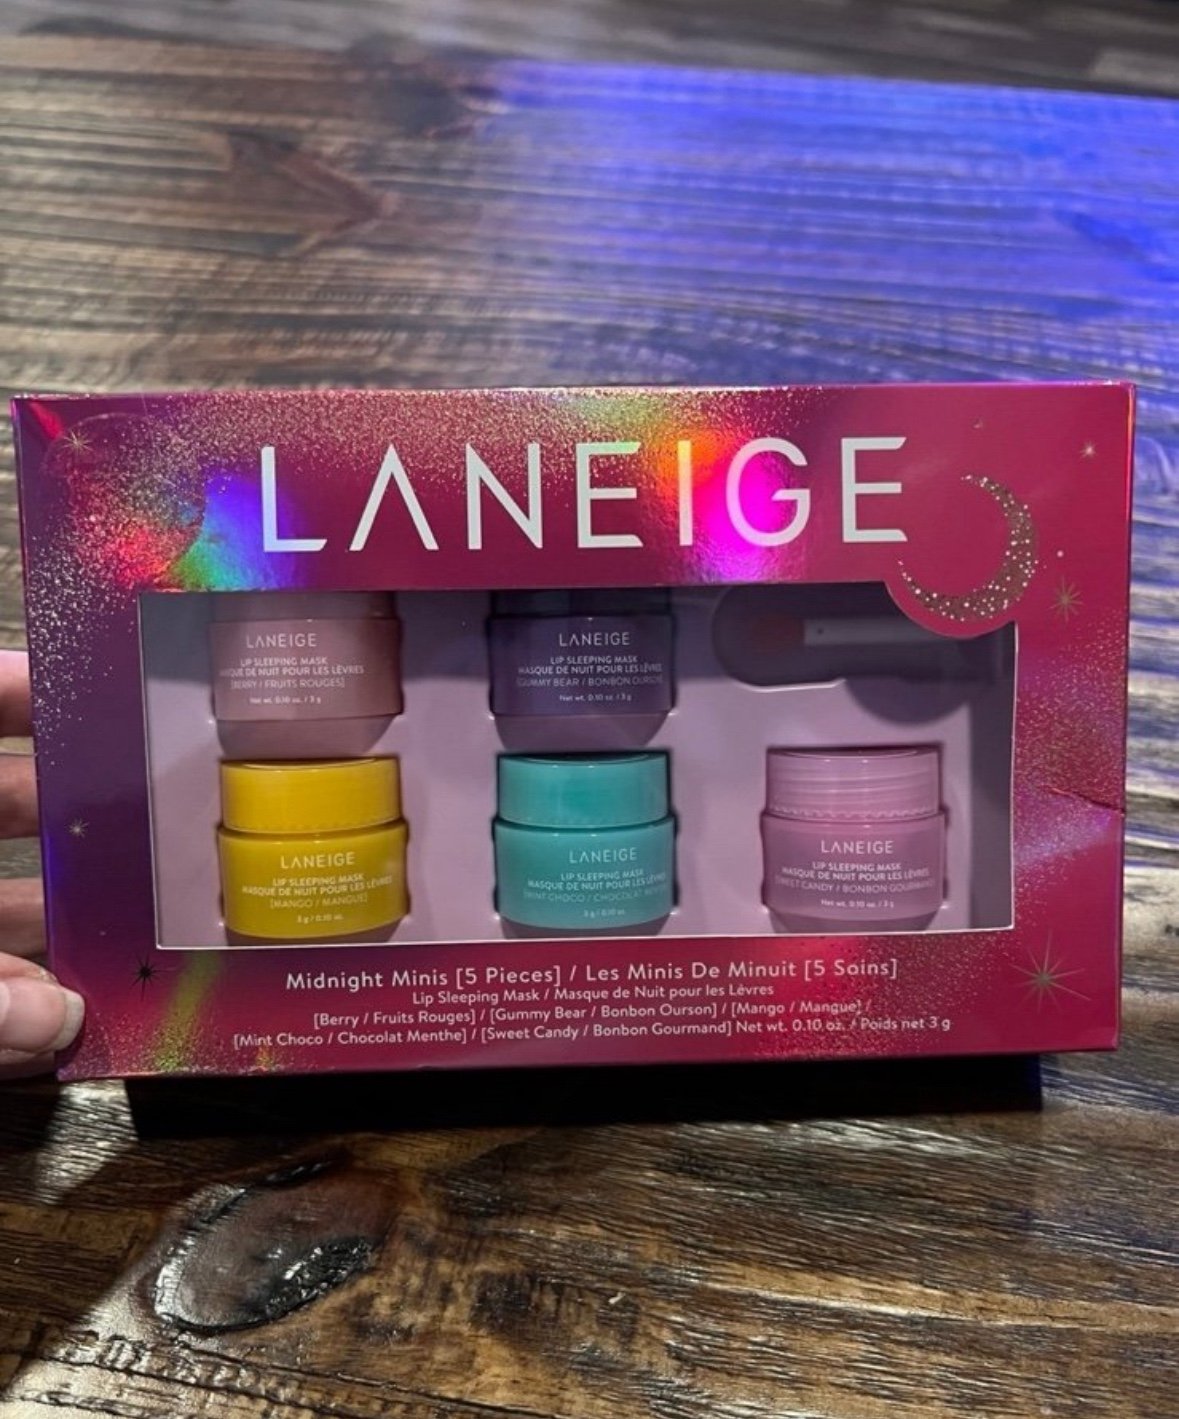 LANEIGE
LANEIGE
LIP SLEEPING MASK
MASQUE DE NUIT POUR LES LÈVRES
[BERRY / FRUITS ROUGES]
Net wt. 0.10 oz. / 3 g
LANEIGE
LIP SLEEPING MASK
MASQUE DE NUIT POUR LES LÈVRES
[GUMMY BEAR / BONBON OURSON]
Net wt. 0.10 oz. / 3 g
LANEIGE
LIP SLEEPING MASK
MASQUE DE NUIT POUR LES LÈVRES
[MANGO / MANGUE]
3 g / 0.10 oz.
LANEIGE
LIP SLEEPING MASK
MASQUE DE NUIT POUR LES LÈVRES
[MINT CHOCO / CHOCOLAT
3 g / 0.10 oz.
LANEIGE
LIP SLEEPING MASK
MASQUE DE NUIT POUR LES LÈVRES
[SWEET CANDY / BONBON GOURMAND]
Net wt. 0.10 oz. / 3 g
Midnight Minis [5 Pieces] / Les Minis De Minuit [5 Soins]
Lip Sleeping Mask / Masque de Nuit pour les Lèvres
[Berry / Fruits Rouges] / [Gummy Bear / Bonbon Ourson] / [Mango / Mangue] /
[Mint Choco / Chocolat Menthe] / [Sweet Candy / Bonbon Gourmand] Net wt. 0.10 oz. / Poids net 3 g